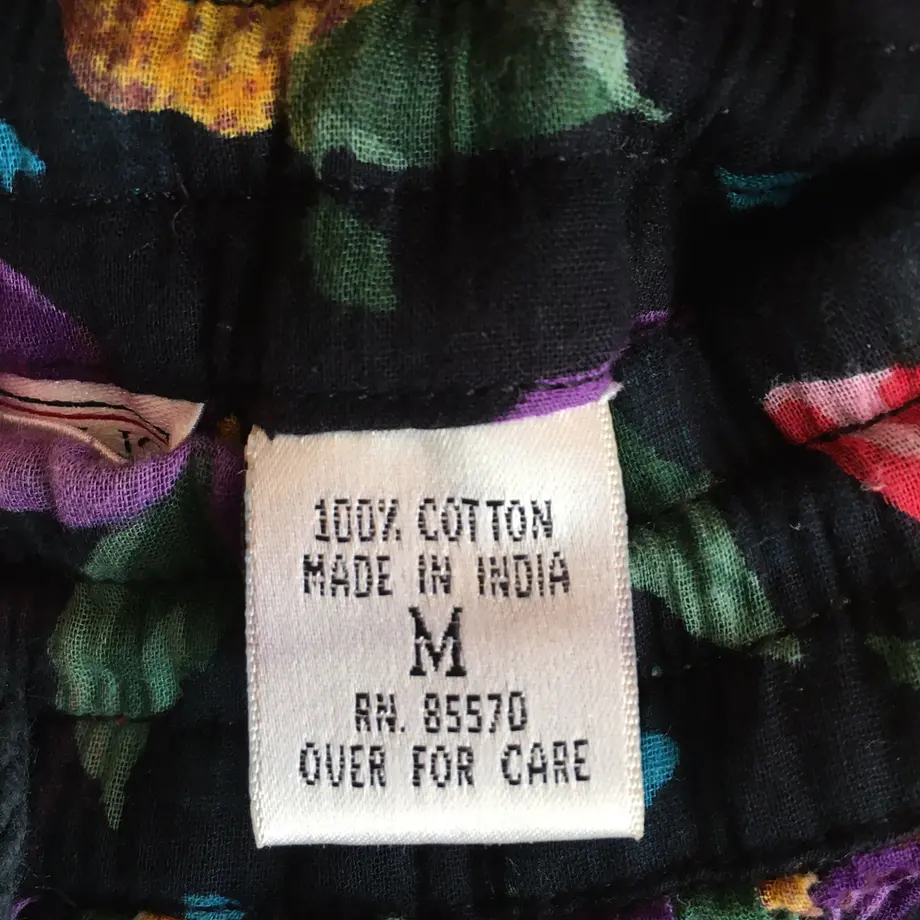 100% COTTON
MADE IN INDIA
M
RN. 85570
OVER FOR CARE